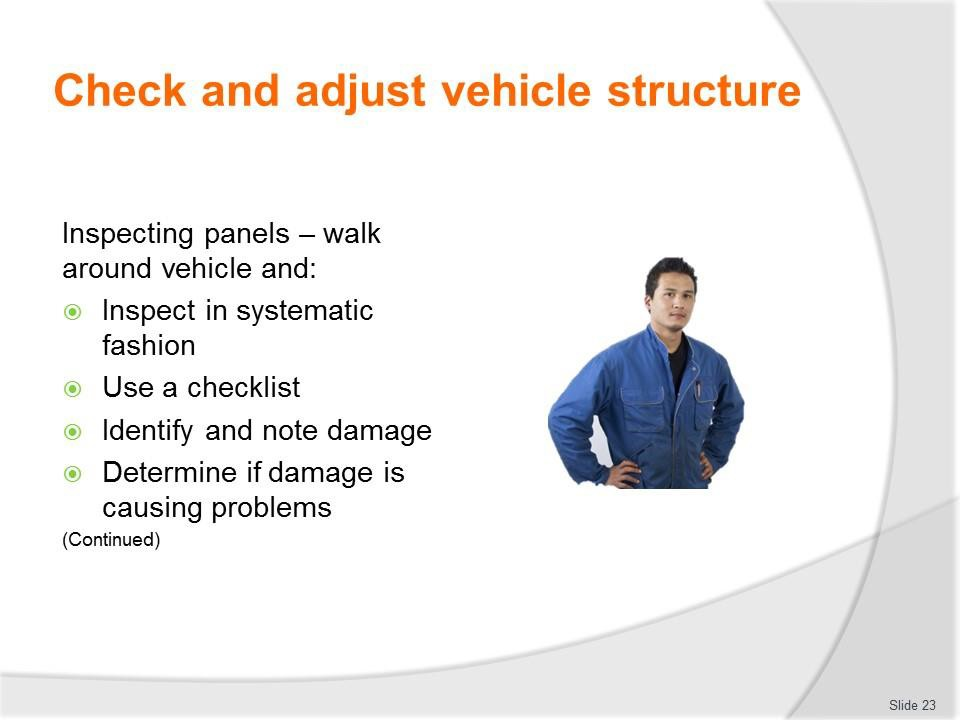 Check and adjust vehicle structure
Inspecting panels – walk
around vehicle and:
Inspect in systematic
fashion
Use a checklist
Identify and note damage
Determine if damage is
causing problems
(Continued)
Slide 23